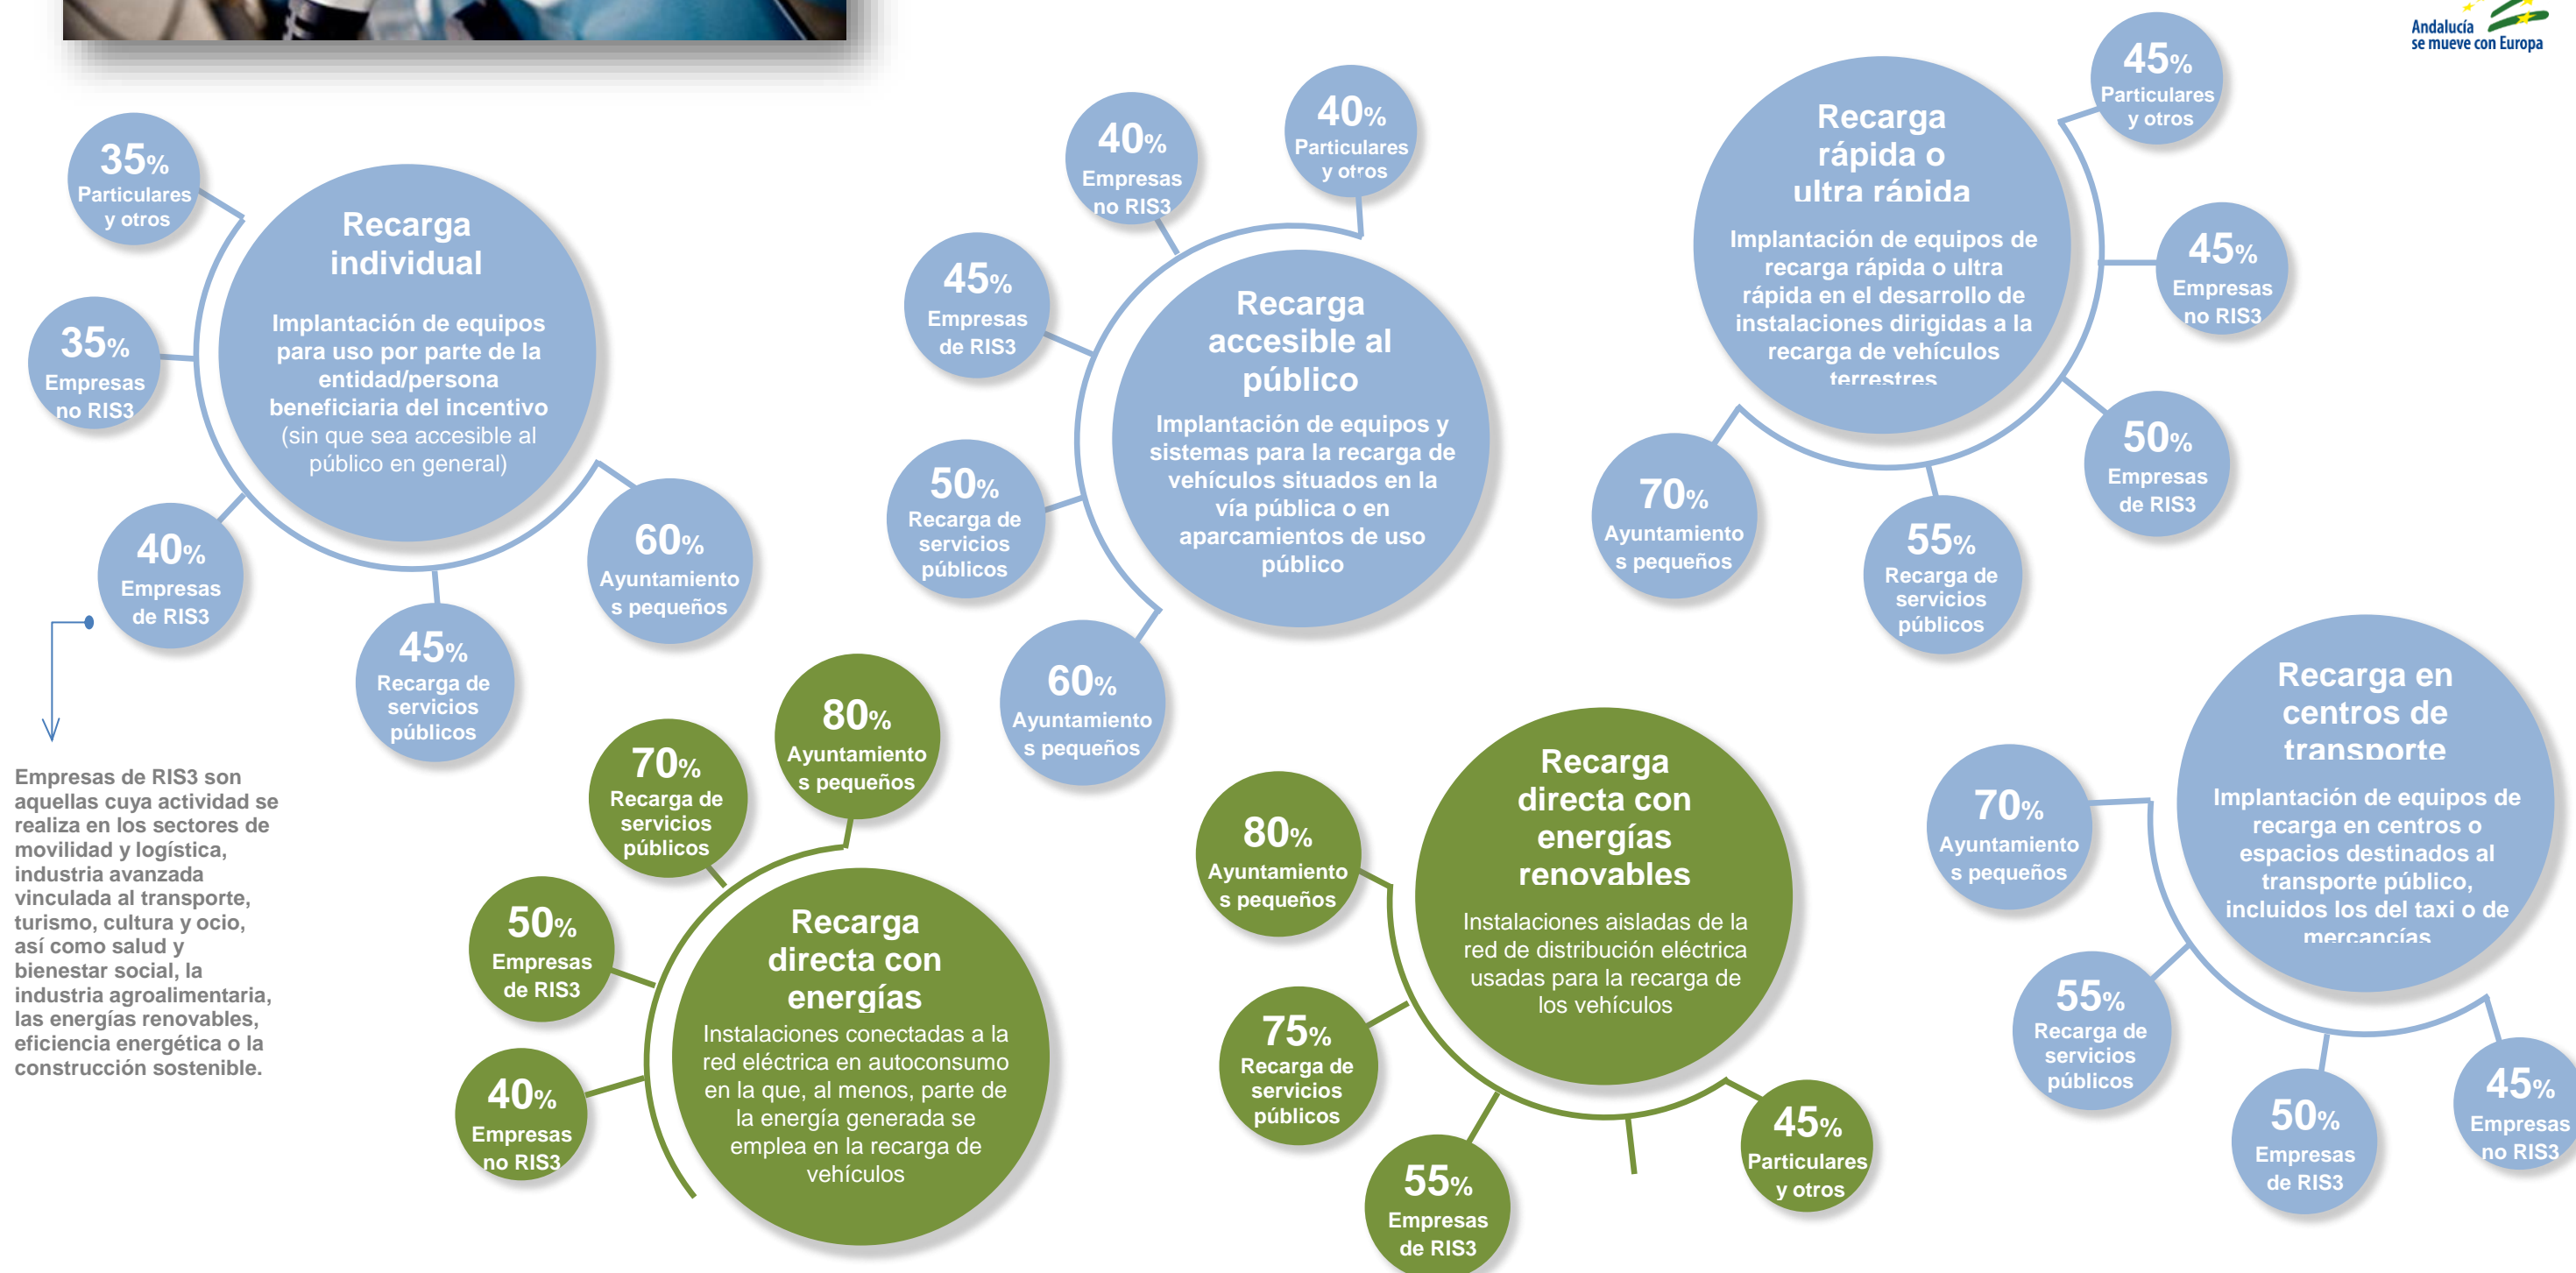 Andalucía
se mueve con Europa
35%
Particulares
y otros
35%
Empresas
no RIS3
40%
Empresas
de RIS3
45%
Recarga de
servicios
públicos
60%
Ayuntamiento
s pequeños
Recarga
individual
Implantación de equipos
para uso por parte de la
entidad/persona
beneficiaria del incentivo
(sin que sea accesible al
público en general)
Empresas de RIS3 son
aquellas cuya actividad se
realiza en los sectores de
movilidad y logística,
industria avanzada
vinculada al transporte,
turismo, cultura y ocio,
así como salud y
bienestar social, la
industria agroalimentaria,
las energías renovables,
eficiencia energética o la
construcción sostenible.
40%
Particulares
y otros
40%
Empresas
no RIS3
45%
Empresas
de RIS3
50%
Recarga de
servicios
públicos
60%
Ayuntamiento
s pequeños
Recarga
accesible al
público
Implantación de equipos y
sistemas para la recarga de
vehículos situados en la
vía pública o en
aparcamientos de uso
público
Recarga
rápida o
ultra rápida
Implantación de equipos de
recarga rápida o ultra
rápida en el desarrollo de
instalaciones dirigidas a la
recarga de vehículos
terrestres
45%
Particulares
y otros
45%
Empresas
no RIS3
50%
Empresas
de RIS3
55%
Recarga de
servicios
públicos
70%
Ayuntamiento
s pequeños
80%
Ayuntamiento
s pequeños
70%
Recarga de
servicios
públicos
50%
Empresas
de RIS3
40%
Empresas
no RIS3
Recarga
directa con
energías
Instalaciones conectadas a la
red eléctrica en autoconsumo
en la que, al menos, parte de
la energía generada se
emplea en la recarga de
vehículos
Recarga
directa con
energías
renovables
Instalaciones aisladas de la
red de distribución eléctrica
usadas para la recarga de
los vehículos
80%
Ayuntamiento
s pequeños
75%
Recarga de
servicios
públicos
55%
Empresas
de RIS3
45%
Particulares
y otros
Recarga en
centros de
transporte
Implantación de equipos de
recarga en centros o
espacios destinados al
transporte público,
incluidos los del taxi o de
mercancías
70%
Ayuntamiento
s pequeños
55%
Recarga de
servicios
públicos
50%
Empresas
de RIS3
45%
Empresas
no RIS3